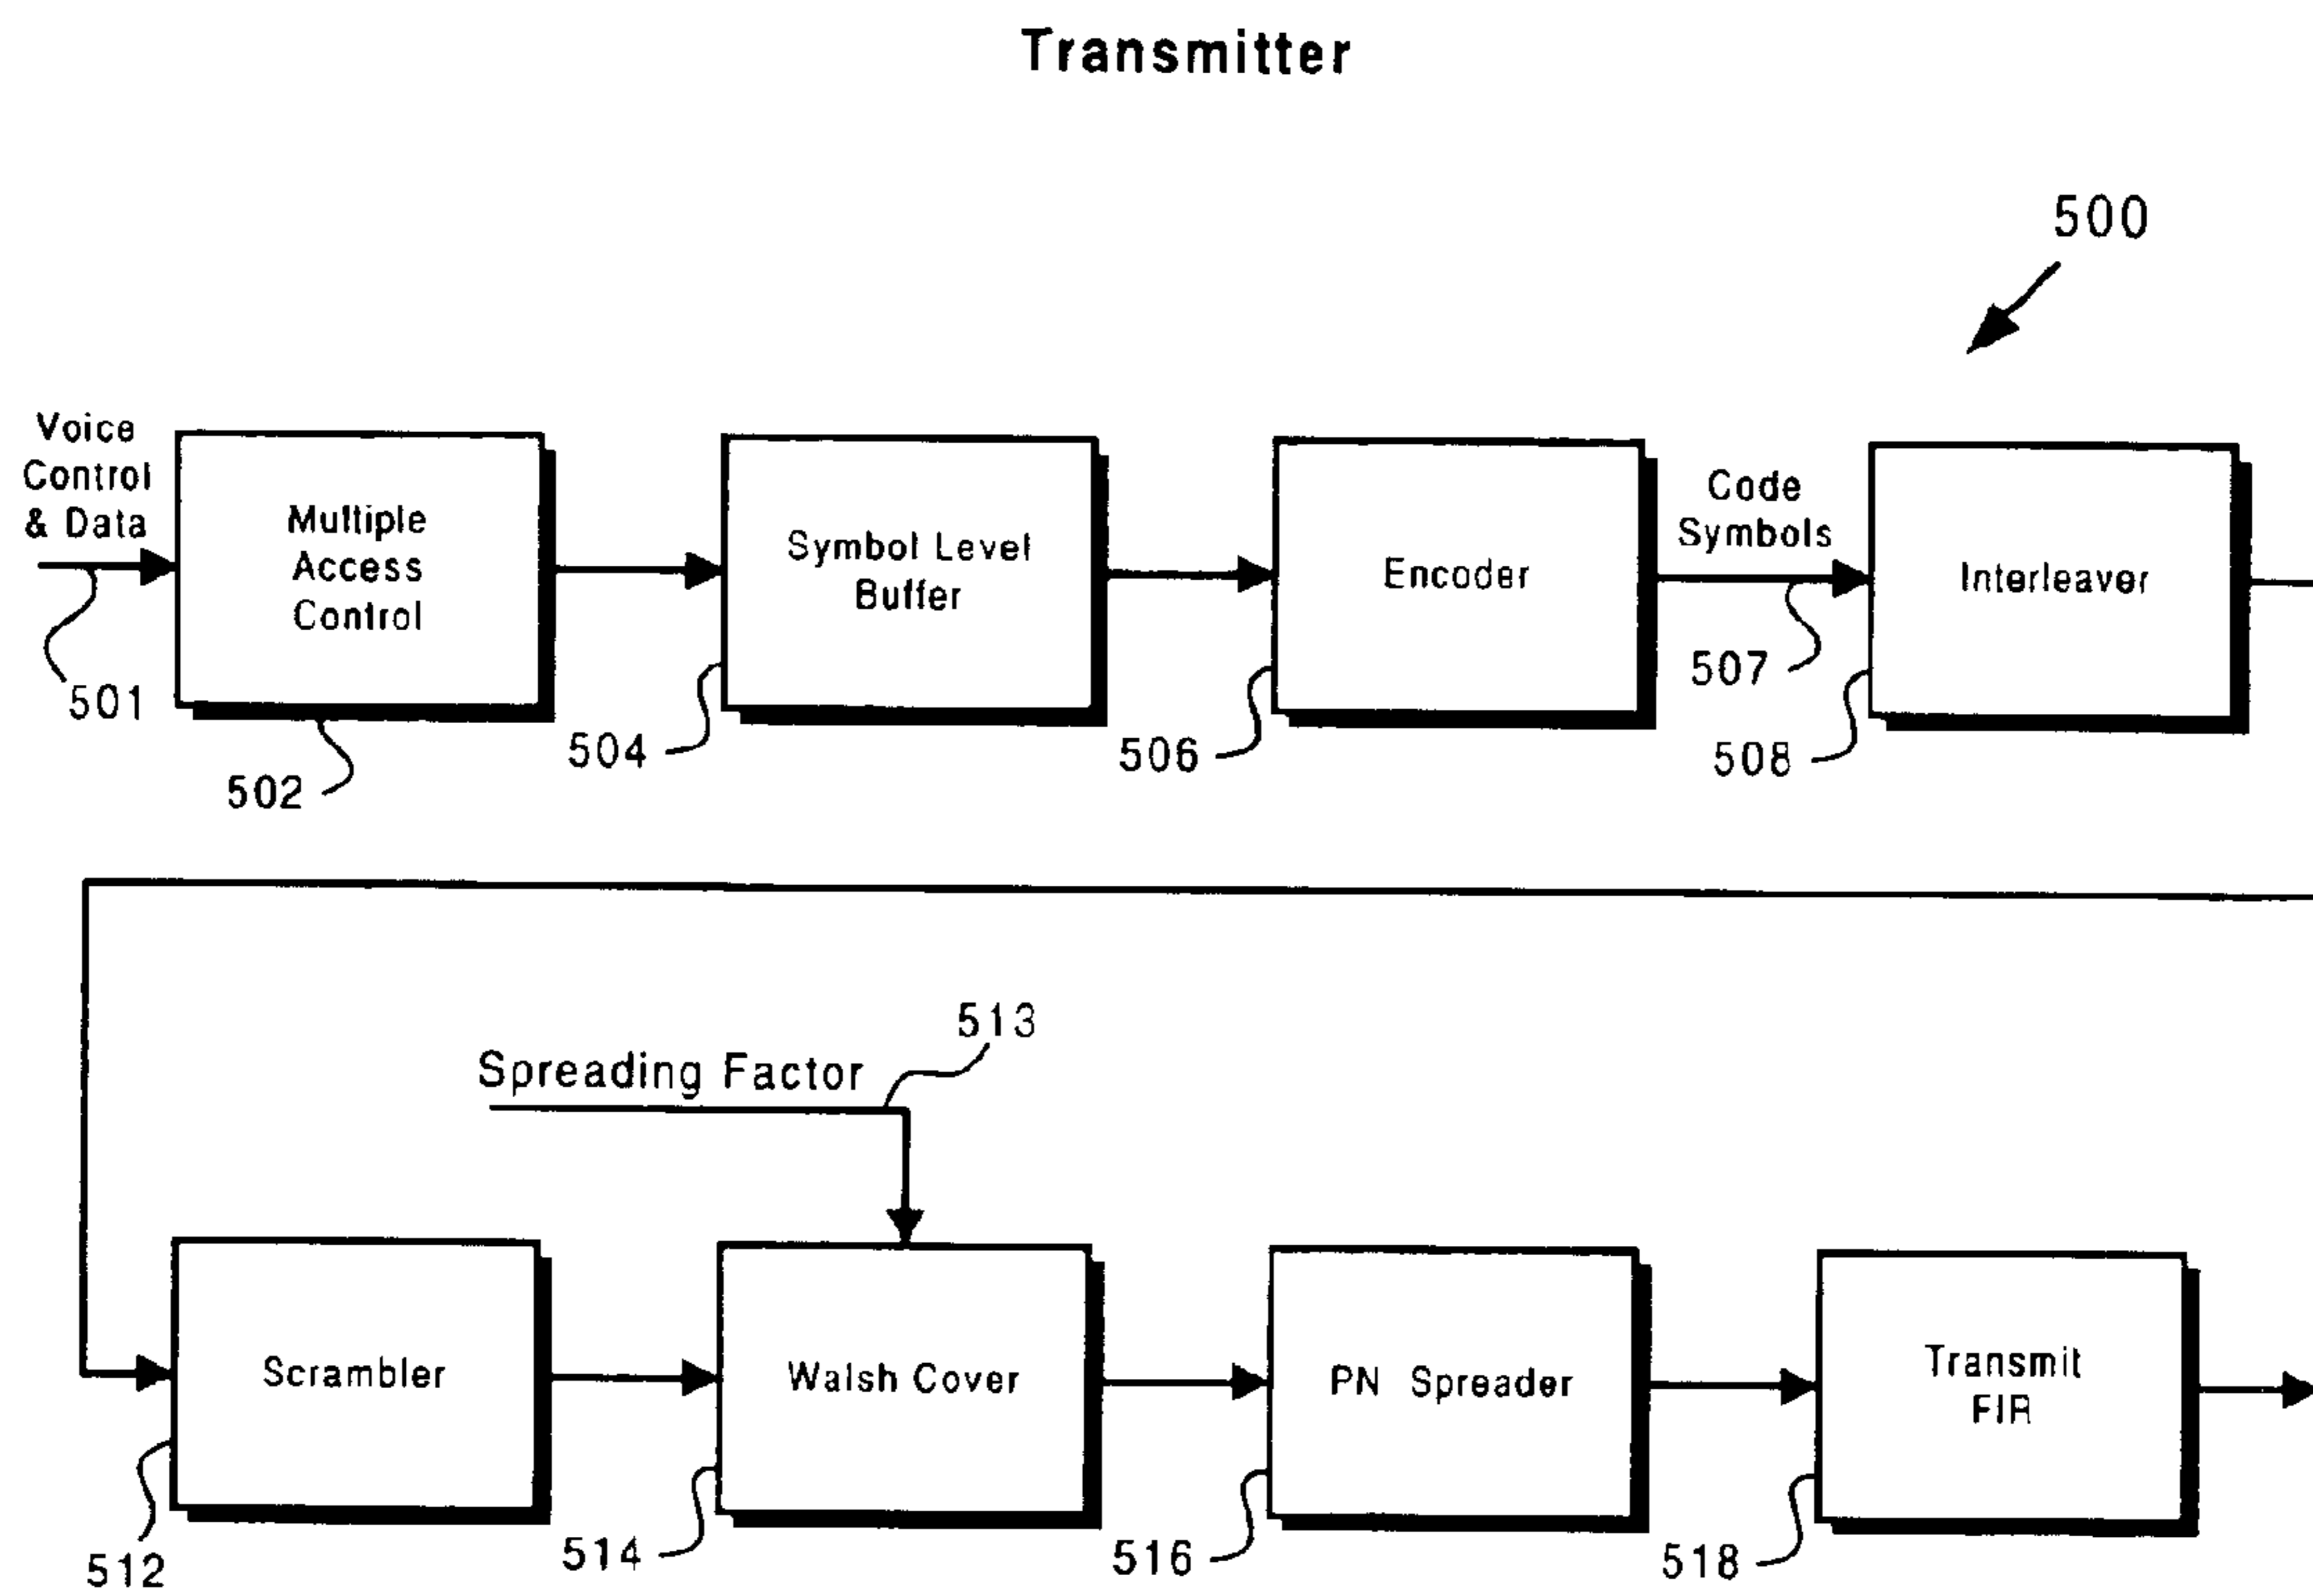 Transmitter
500
Voice
Control
& Data
501
Multiple
Access
Control
502
Symbol Level
Buffer
504
Encoder
506
Code
Symbols
507
Interleaver
508
Spreading Factor
513
Scrambler
512
Walsh Cover
514
PN Spreader
516
Transmit
FIR
518